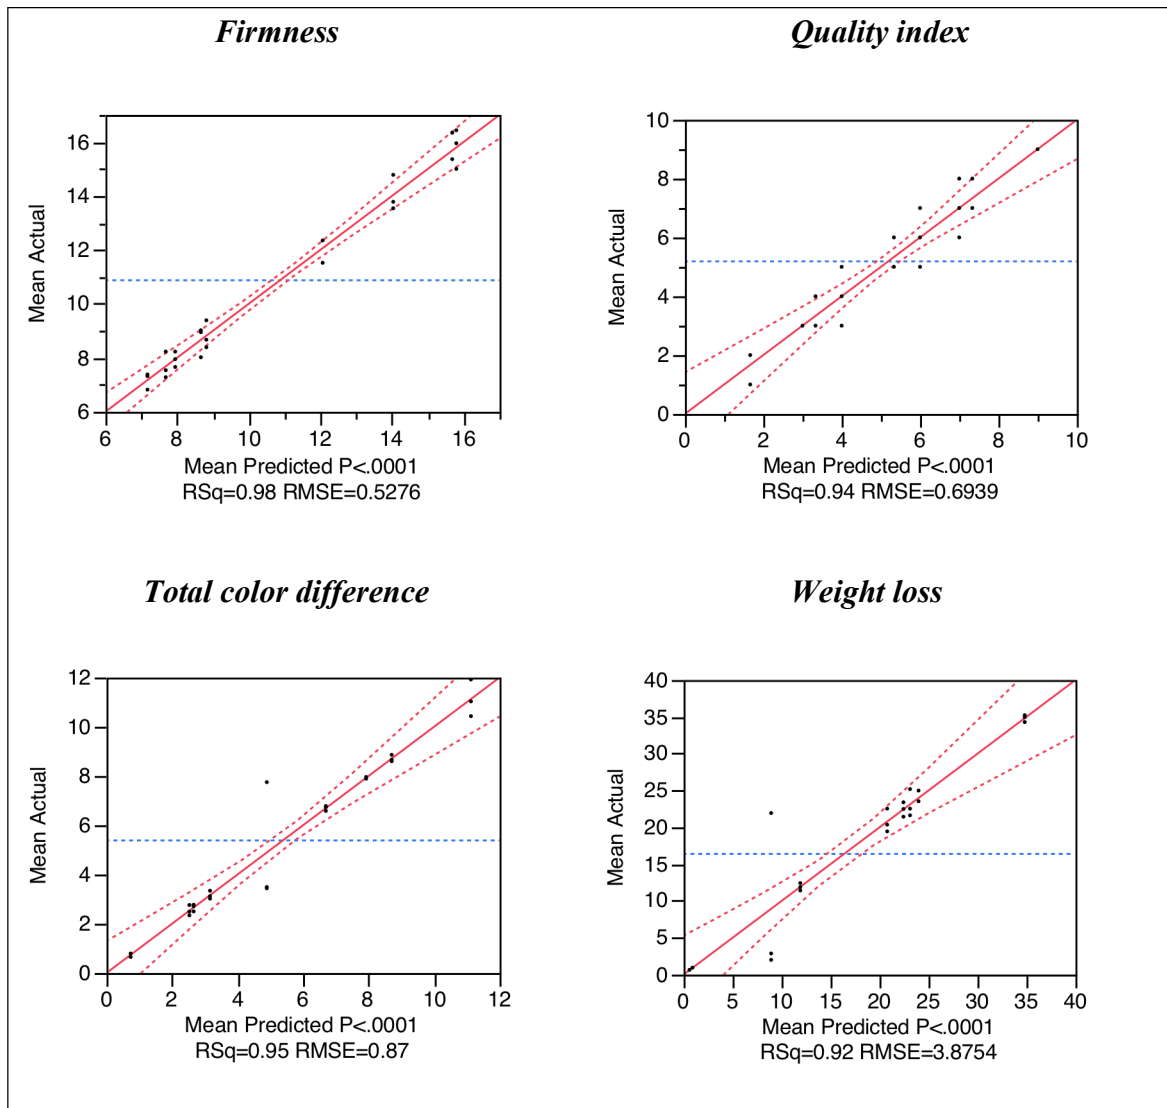 Firmness
Quality index
Mean Actual
16
14
12
10
8
6
6 8 10 12 14 16
Mean Predicted P<.0001
RSq=0.98 RMSE=0.5276
Mean Actual
10
8
6
4
2
0
0 2 4 6 8 10
Mean Predicted P<.0001
RSq=0.94 RMSE=0.6939
Total color difference
Weight loss
Mean Actual
12
10
8
6
4
2
0
0 2 4 6 8 10 12
Mean Predicted P<.0001
RSq=0.95 RMSE=0.87
Mean Actual
40
35
30
25
20
15
10
5
0
0 5 10 15 20 25 30 35 40
Mean Predicted P<.0001
RSq=0.92 RMSE=3.8754